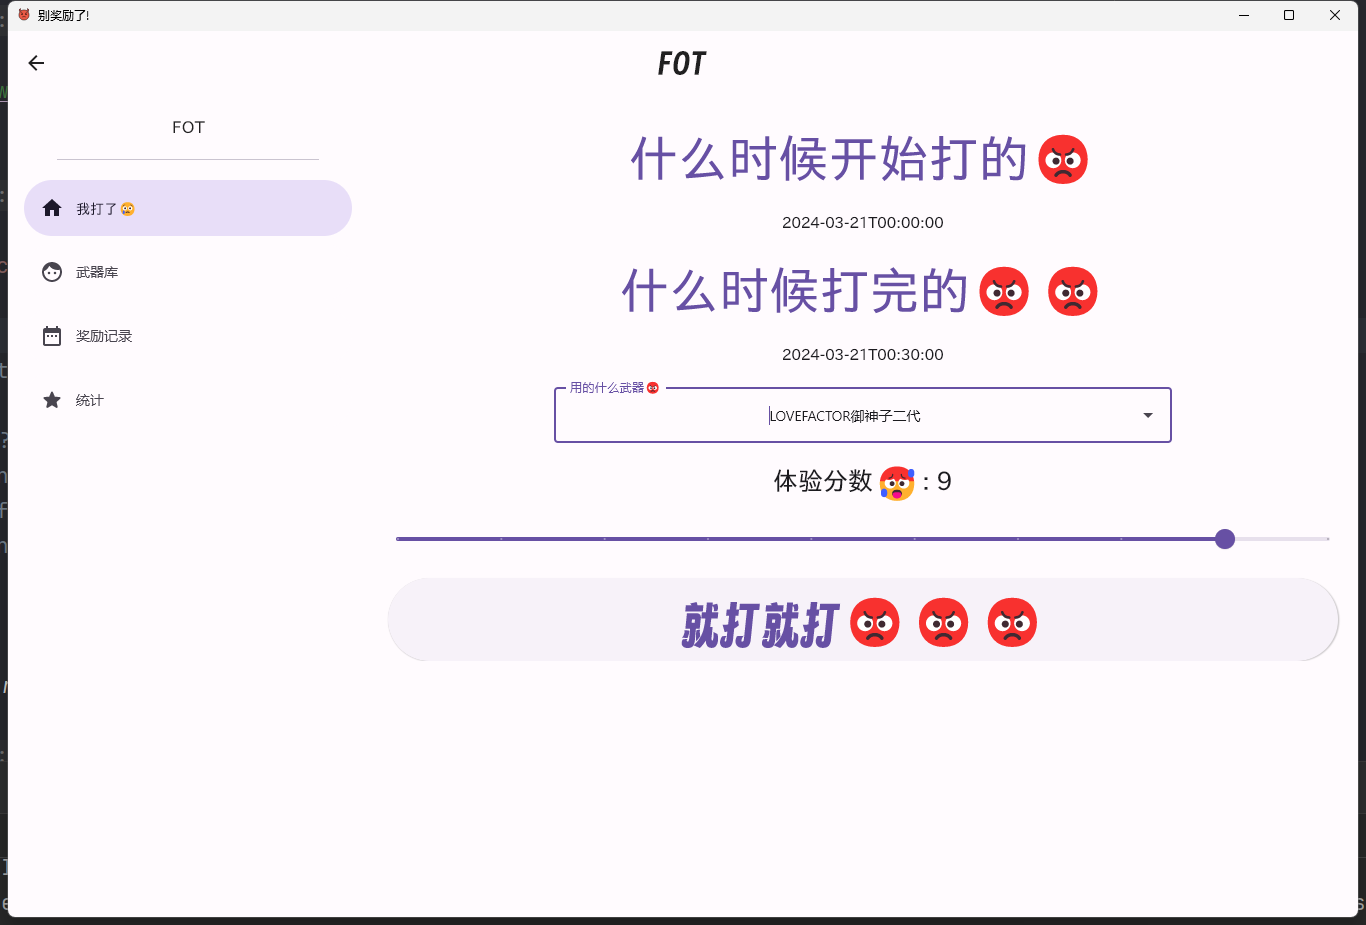 别奖励了!
FOT
FOT
我打了😨
武器库
奖励记录
统计
什么时候开始打的👿
2024-03-21T00:00:00
什么时候打完的👿 👿
2024-03-21T00:30:00
用的什么武器👿
LOVEFACTOR御神子二代
体验分数🥵 : 9
就打就打👿 👿 👿